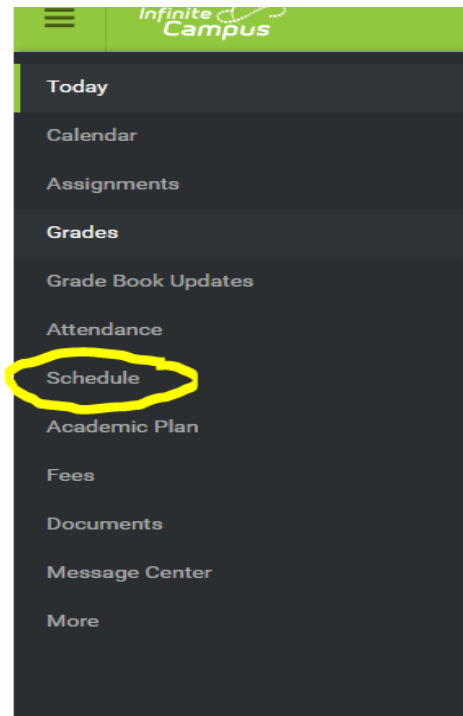 Infinite
Campus
Today
Calendar
Assignments
Grades
Grade Book Updates
Attendance
Schedule
Academic Plan
Fees
Documents
Message Center
More